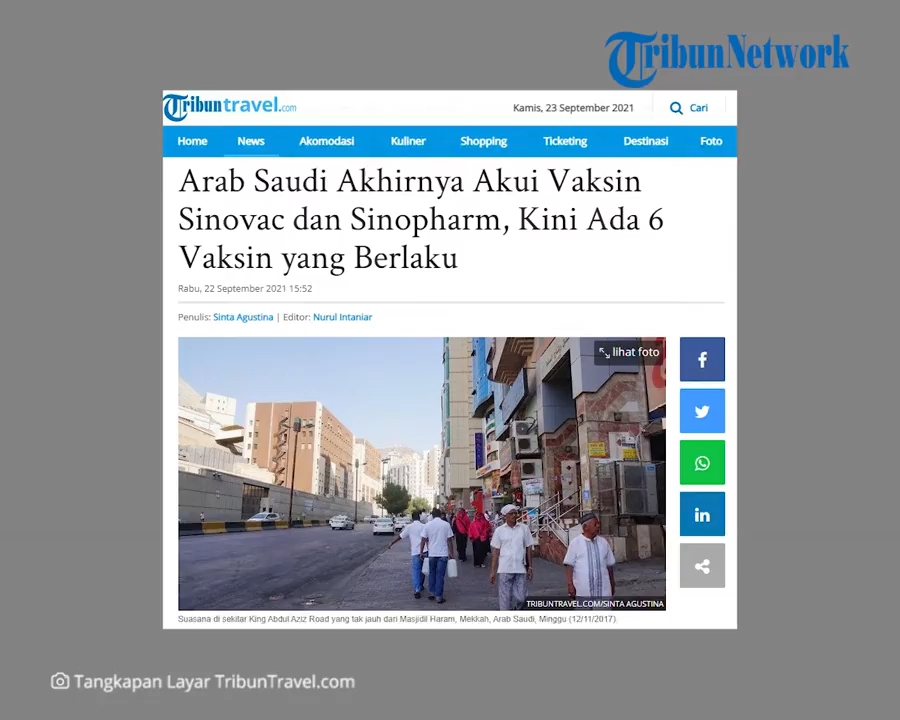 TribunNetwork
Tribuntravel.com
Kamis, 23 September 2021
Cari
Home News Akomodasi Kuliner Shopping Ticketing Destinasi Foto
Arab Saudi Akhirnya Akui Vaksin
Sinovac dan Sinopharm, Kini Ada 6
Vaksin yang Berlaku
Rabu, 22 September 2021 15:52
Penulis: Sinta Agustina | Editor: Nurul Intaniar
lihat foto
TRIBUNTRAVEL.COM/SINTA AGUSTINA
Suasana di sekitar King Abdul Aziz Road yang tak jauh dari Masjidil Haram, Mekkah, Arab Saudi, Minggu (12/11/2017).
Tangkapan Layar TribunTravel.com